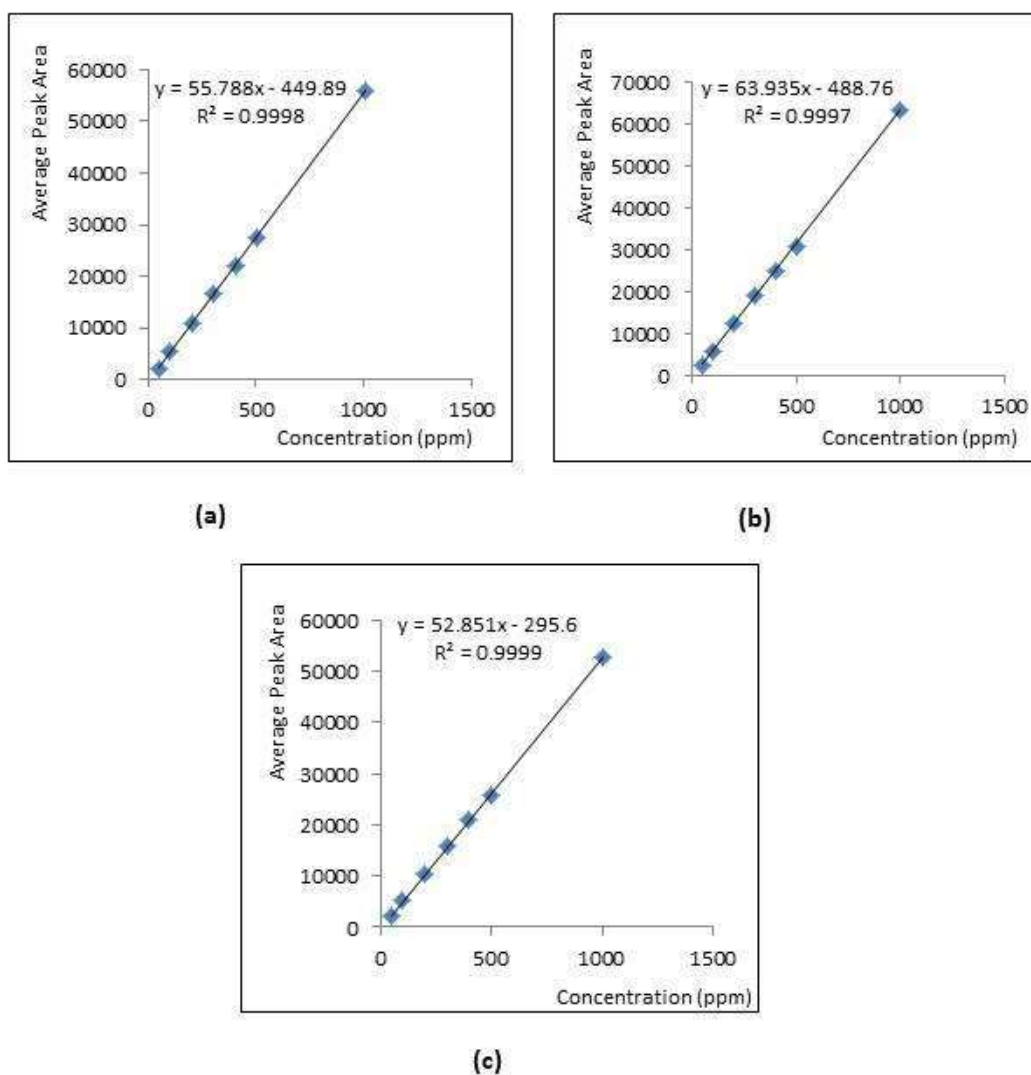 60000
50000
40000
30000
20000
10000
0
0 500 1000 1500
Average Peak Area
Concentration (ppm)
y = 55.788x - 449.89
R² = 0.9998
(a)
70000
60000
50000
40000
30000
20000
10000
0
0 500 1000 1500
Average Peak Area
Concentration (ppm)
y = 63.935x - 488.76
R² = 0.9997
(b)
60000
50000
40000
30000
20000
10000
0
0 500 1000 1500
Average Peak Area
Concentration (ppm)
y = 52.851x - 295.6
R² = 0.9999
(c)